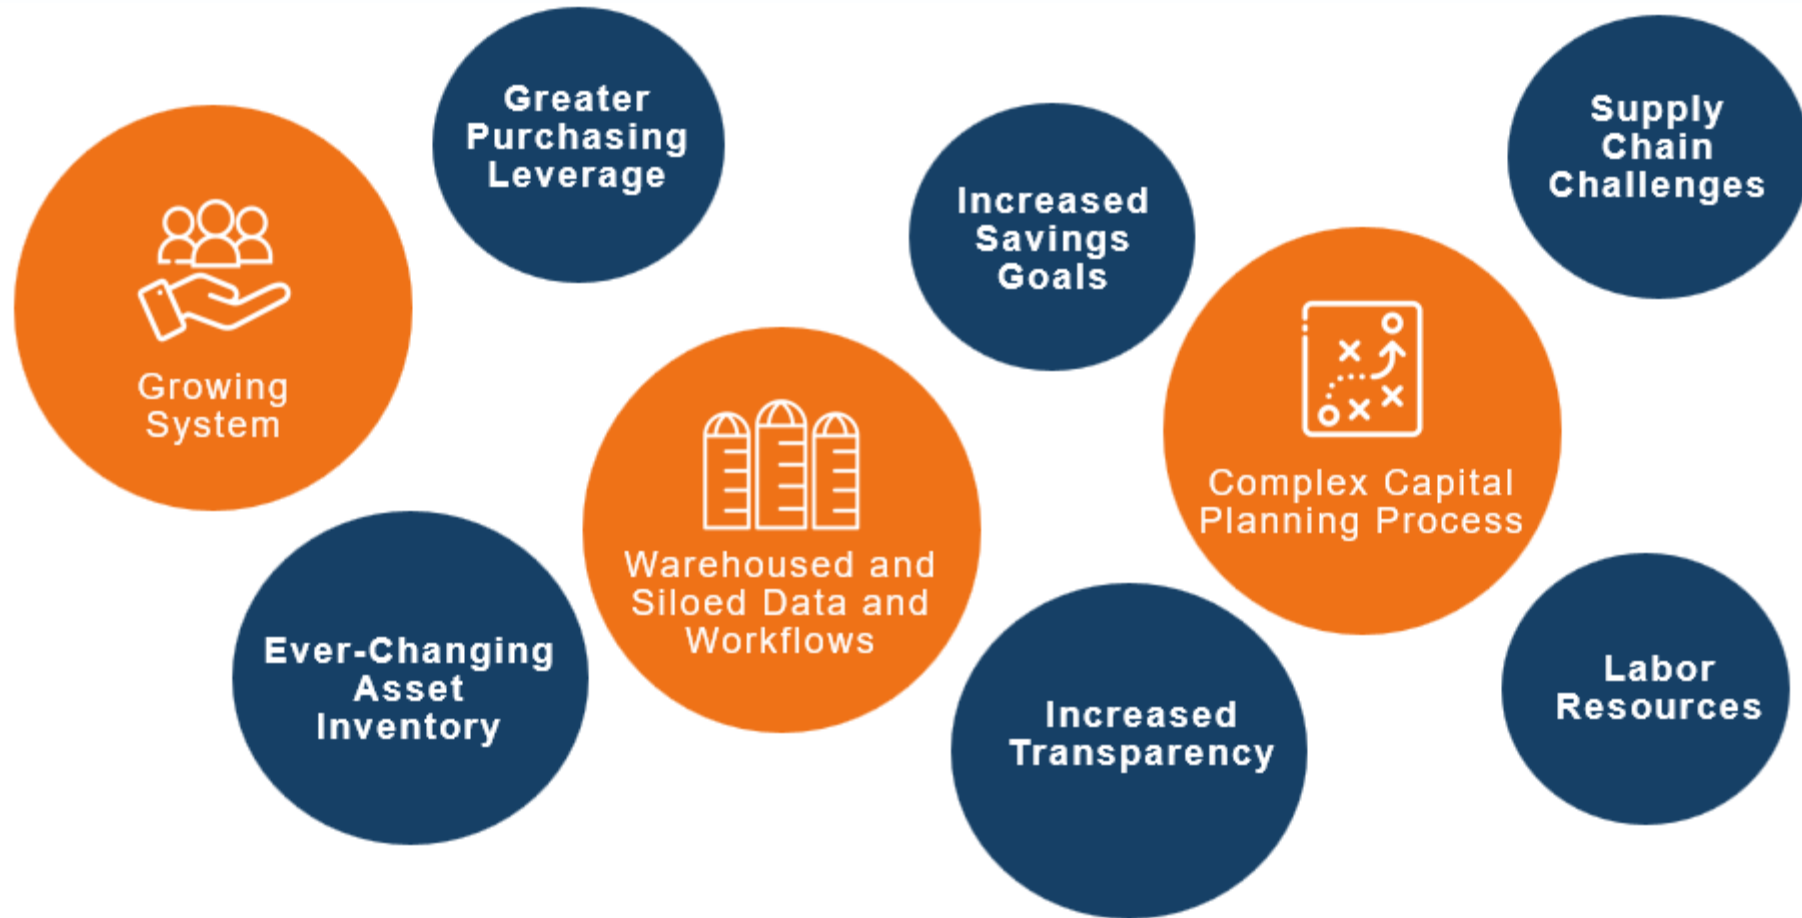 Greater
Purchasing
Leverage
Supply
Chain
Challenges
Increased
Savings
Goals
Growing
System
Complex Capital
Planning Process
Warehoused and
Siloed Data and
Workflows
Ever-Changing
Asset
Inventory
Increased
Transparency
Labor
Resources